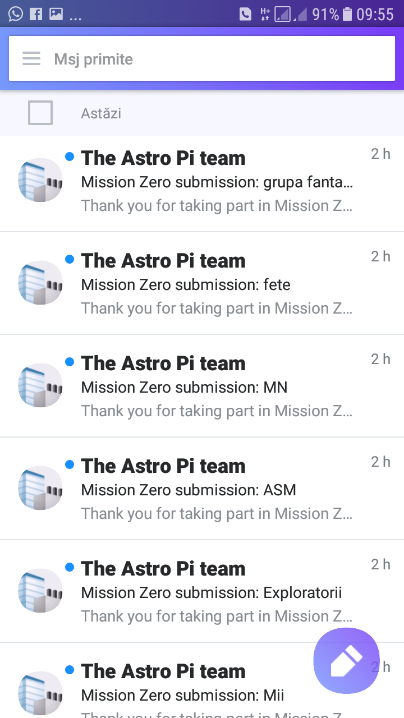 91% 09:55
Msj primite
Astăzi
The Astro Pi team 2 h
Mission Zero submission: grupa fanta...
Thank you for taking part in Mission Z...
The Astro Pi team 2 h
Mission Zero submission: fete
Thank you for taking part in Mission Z...
The Astro Pi team 2 h
Mission Zero submission: MN
Thank you for taking part in Mission Z...
The Astro Pi team 2 h
Mission Zero submission: ASM
Thank you for taking part in Mission Z...
The Astro Pi team 2 h
Mission Zero submission: Exploratorii
Thank you for taking part in Mission Z...
The Astro Pi team 2 h
Mission Zero submission: Mii
Thank you for taking part in Mission Z...